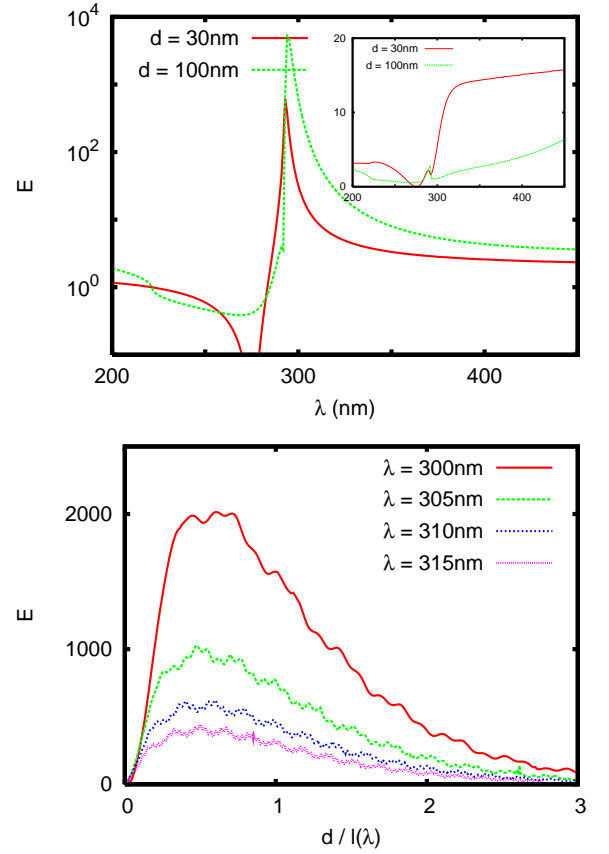 10^4
10^2
10^0
E
d = 30nm
d = 100nm
200
300
400
λ (nm)
20
10
0
d = 30nm
d = 100nm
200
300
400
2000
1000
0
E
λ = 300nm
λ = 305nm
λ = 310nm
λ = 315nm
0
1
2
3
d / l(λ)